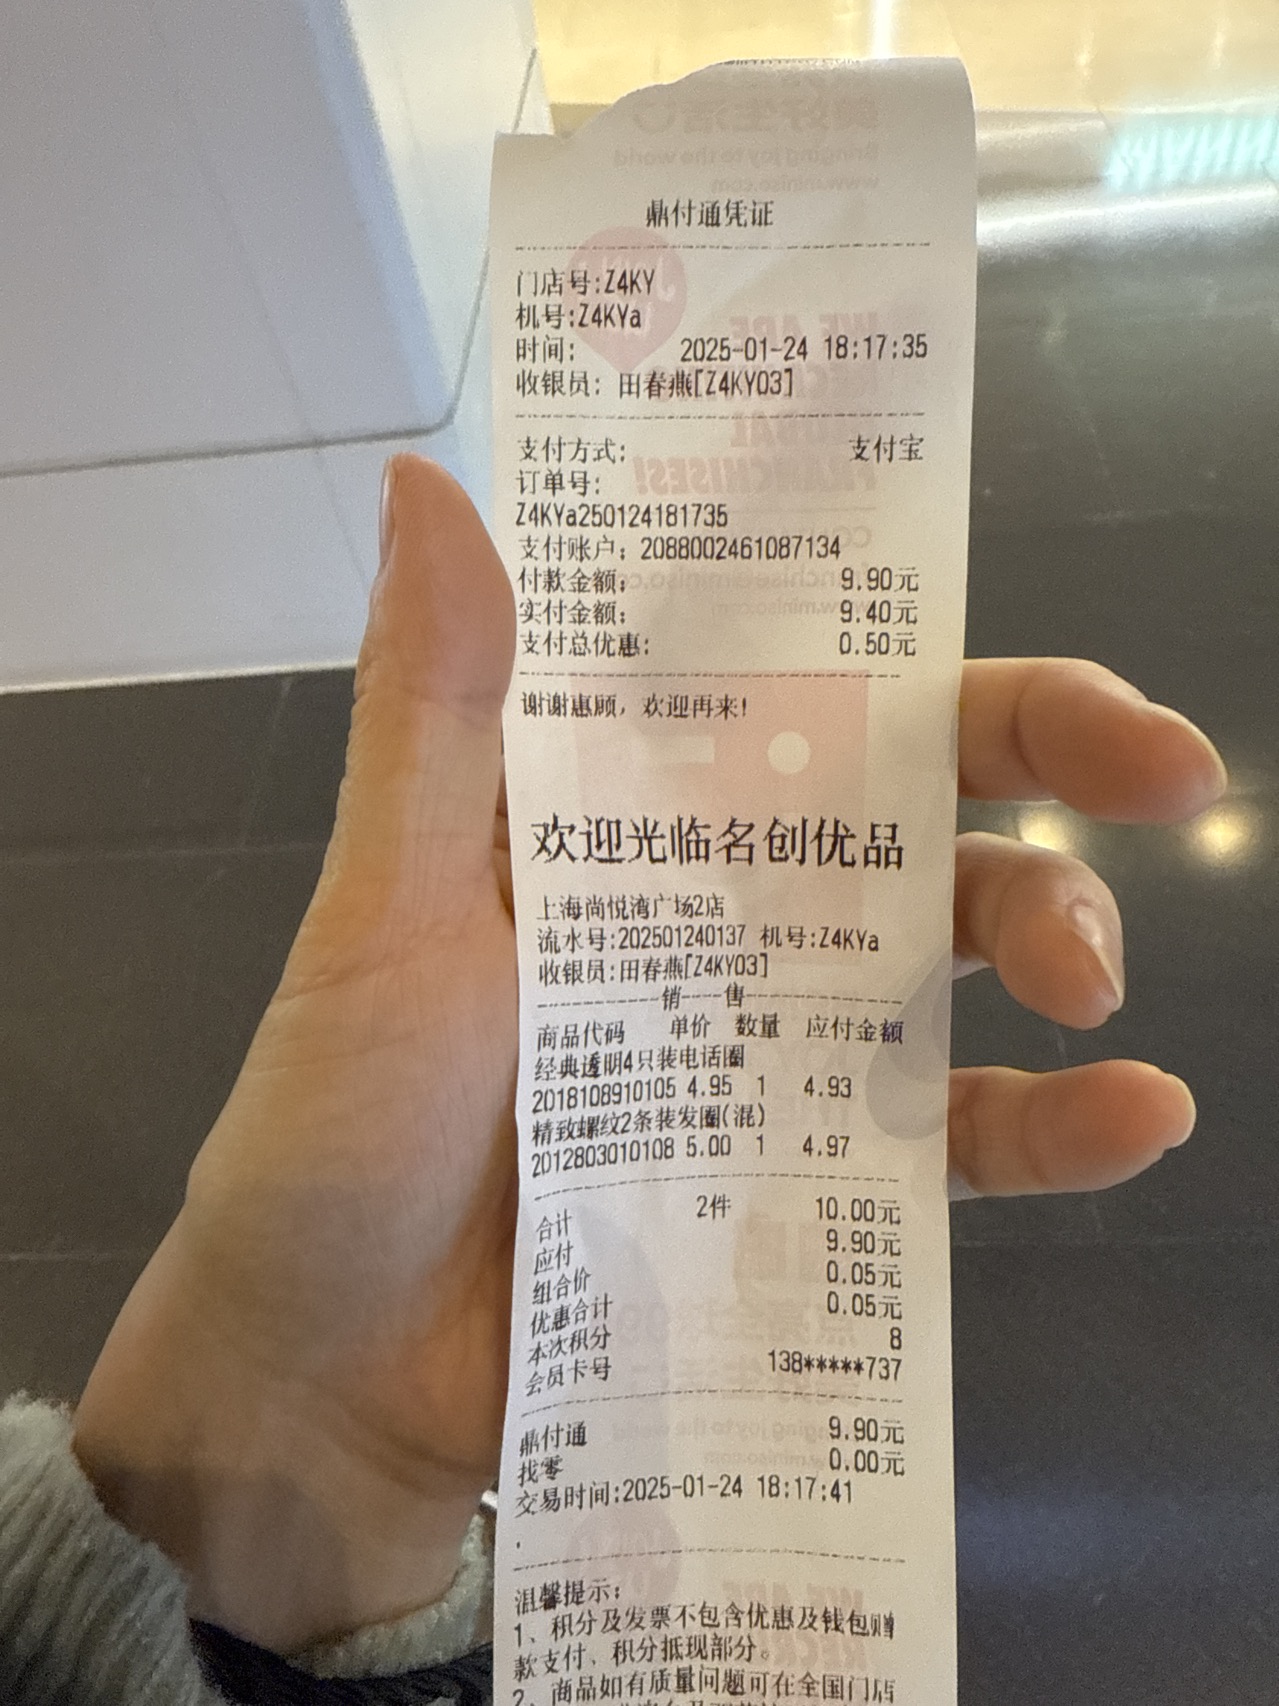 鼎付通凭证
门店号:Z4KY
机号:Z4KYa
时间: 2025-01-24 18:17:35
收银员: 田春燕[Z4KY03]
支付方式: 支付宝
订单号:
Z4KYa250124181735
支付账户: 2088002461087134
付款金额: 9.90元
实付金额: 9.40元
支付总优惠: 0.50元
谢谢惠顾，欢迎再来!
欢迎光临名创优品
上海尚悦湾广场2店
流水号:202501240137 机号:Z4KYa
收银员:田春燕[Z4KY03]
销----售
商品代码 单价 数量 应付金额
经典透明4只装电话圈
2018108910105 4.95 1 4.93
精致螺纹2条装发圈(混)
2012803010108 5.00 1 4.97
合计 2件 10.00元
应付 9.90元
组合价 0.05元
优惠合计 0.05元
本次积分 8
会员卡号 138*****737
鼎付通 9.90元
找零 0.00元
交易时间:2025-01-24 18:17:41
.
温馨提示:
1、积分及发票不包含优惠及钱包赠
款支付、积分抵现部分。
2、商品如有质量问题可在全国门店